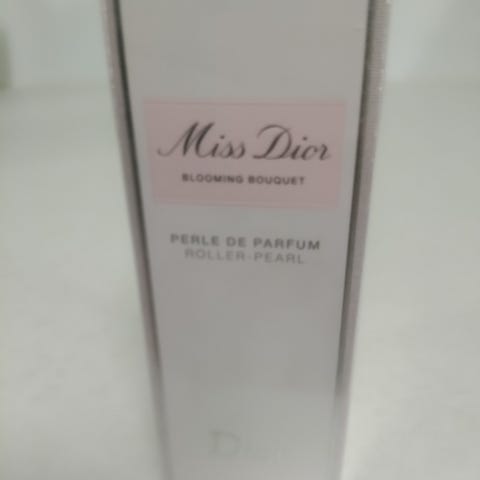 Miss Dior
BLOOMING BOUQUET
PERLE DE PARFUM
ROLLER-PEARL
Dior